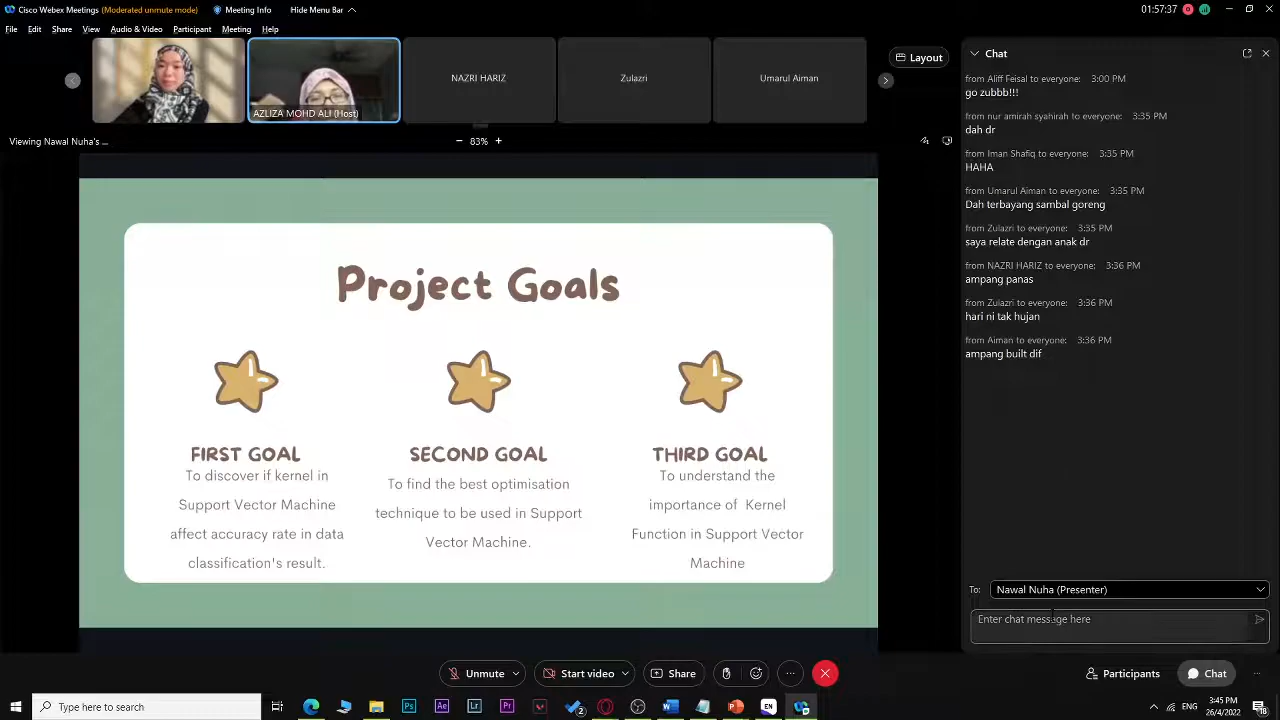 Cisco Webex Meetings (Moderated unmute mode) Meeting Info Hide Menu Bar 01:57:37
File Edit Share View Audio & Video Participant Meeting Help
AZLIZA MOHD ALI (Host)
NAZRI HARIZ
Zulazri
Umarul Aiman
Layout
Viewing Nawal Nuha's ...
83%
Project Goals
FIRST GOAL
To discover if kernel in
Support Vector Machine
affect accuracy rate in data
classification's result.
SECOND GOAL
To find the best optimisation
technique to be used in Support
Vector Machine.
THIRD GOAL
To understand the
importance of Kernel
Function in Support Vector
Machine
Chat
from Aliff Feisal to everyone: 3:00 PM
go zubbb!!!
from nur amirah syahirah to everyone: 3:35 PM
dah dr
from Iman Shafiq to everyone: 3:35 PM
HAHA
from Umarul Aiman to everyone: 3:35 PM
Dah terbayang sambal goreng
from Zulazri to everyone: 3:35 PM
saya relate dengan anak dr
from NAZRI HARIZ to everyone: 3:36 PM
ampang panas
from Zulazri to everyone: 3:36 PM
hari ni tak hujan
from Aiman to everyone: 3:36 PM
ampang built dif
To: Nawal Nuha (Presenter)
Enter chat message here
Unmute Start video Share Participants Chat
Type here to search
Ps Ae Lr Pr EN
ENG
3:45 PM
26/4/2022